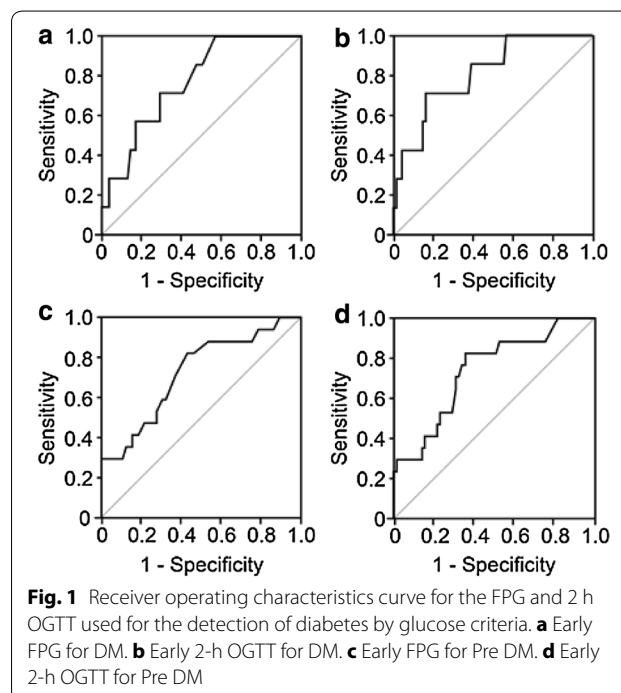 a
b
1.0
0.8
0.6
0.4
0.2
0
Sensitivity
0 0.2 0.4 0.6 0.8 1.0
1 - Specificity
1.0
0.8
0.6
0.4
0.2
0
Sensitivity
0 0.2 0.4 0.6 0.8 1.0
1 - Specificity
c
d
1.0
0.8
0.6
0.4
0.2
0
Sensitivity
0 0.2 0.4 0.6 0.8 1.0
1 - Specificity
1.0
0.8
0.6
0.4
0.2
0
Sensitivity
0 0.2 0.4 0.6 0.8 1.0
1 - Specificity
Fig. 1 Receiver operating characteristics curve for the FPG and 2 h
OGTT used for the detection of diabetes by glucose criteria. a Early
FPG for DM. b Early 2-h OGTT for DM. c Early FPG for Pre DM. d Early
2-h OGTT for Pre DM